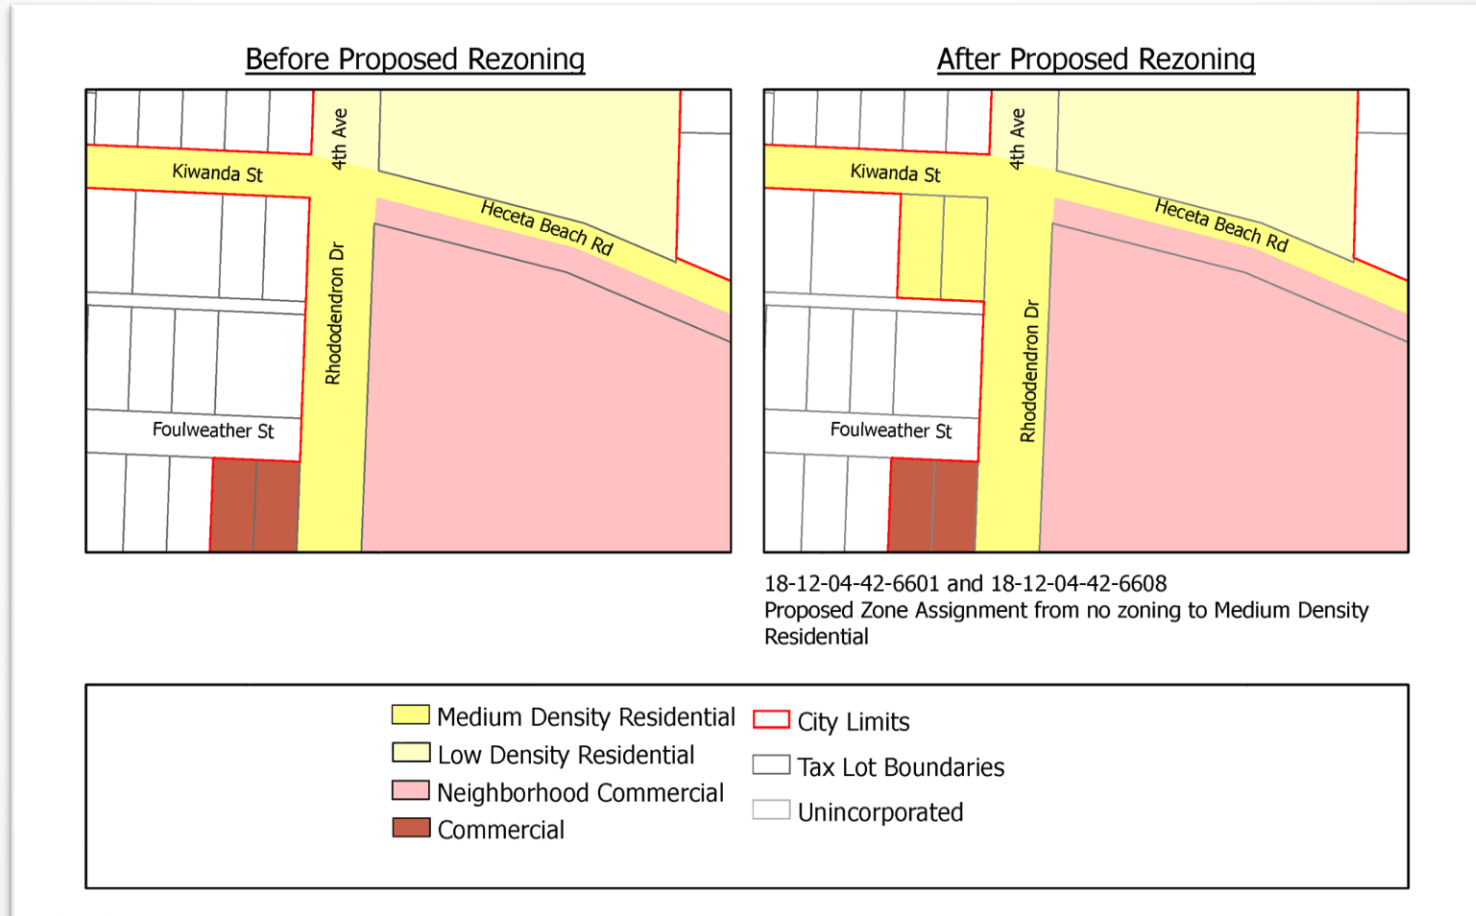 Before Proposed Rezoning
After Proposed Rezoning
4th Ave
Kiwanda St
Heceta Beach Rd
Rhododendron Dr
Foulweather St
4th Ave
Kiwanda St
Heceta Beach Rd
Rhododendron Dr
Foulweather St
18-12-04-42-6601 and 18-12-04-42-6608
Proposed Zone Assignment from no zoning to Medium Density
Residential
Medium Density Residential
Low Density Residential
Neighborhood Commercial
Commercial
City Limits
Tax Lot Boundaries
Unincorporated